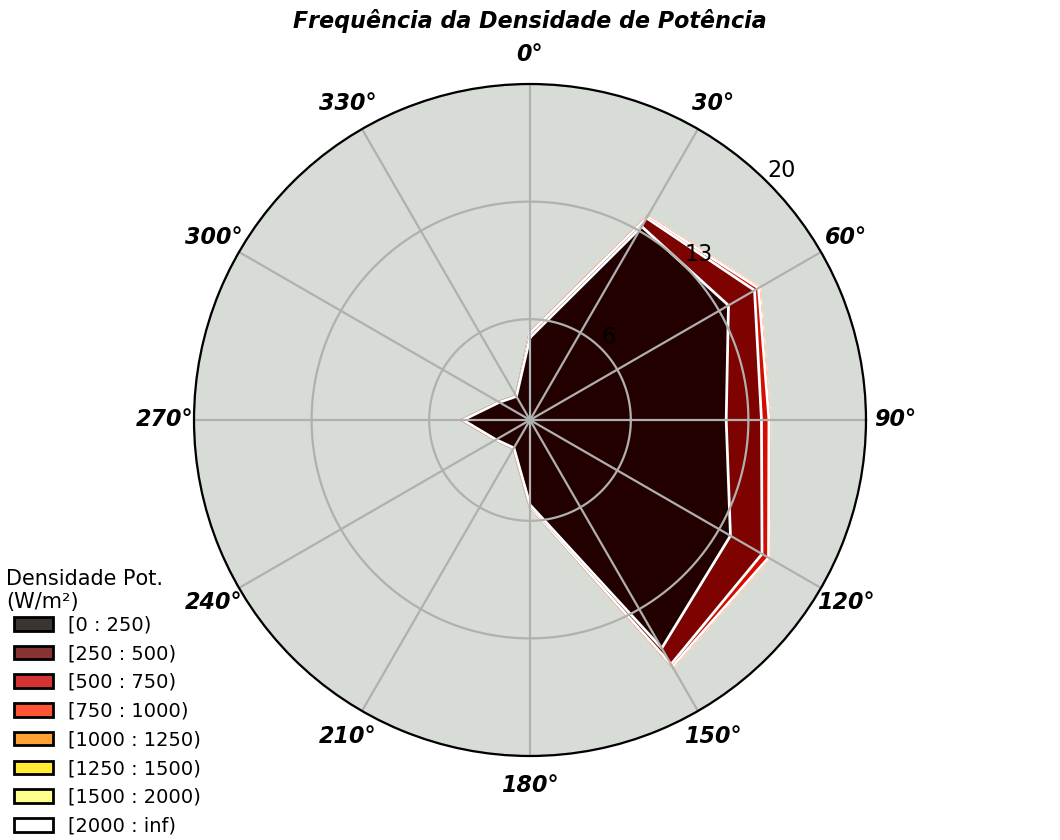 Frequência da Densidade de Potência
0°
330°
30°
20
300°
60°
13
6
270°
90°
240°
120°
210°
150°
180°
Densidade Pot.
(W/m²)
[0 : 250)
[250 : 500)
[500 : 750)
[750 : 1000)
[1000 : 1250)
[1250 : 1500)
[1500 : 2000)
[2000 : inf)